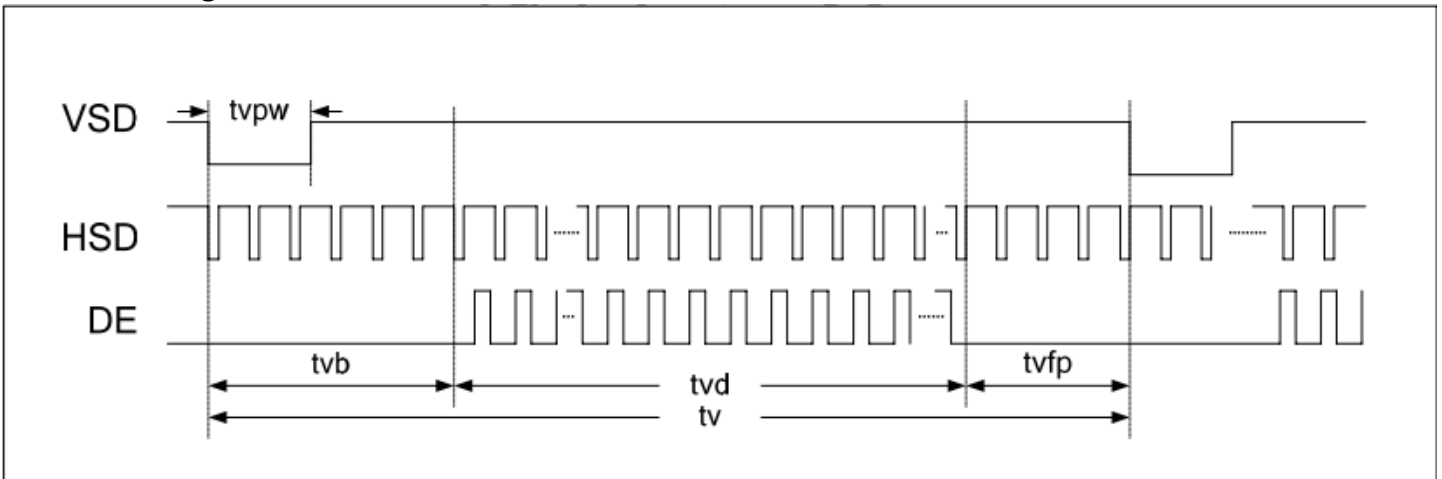 VSD
tvpw
HSD
...... ...  .........
DE
... ......
tvb
tvd
tvfp
tv